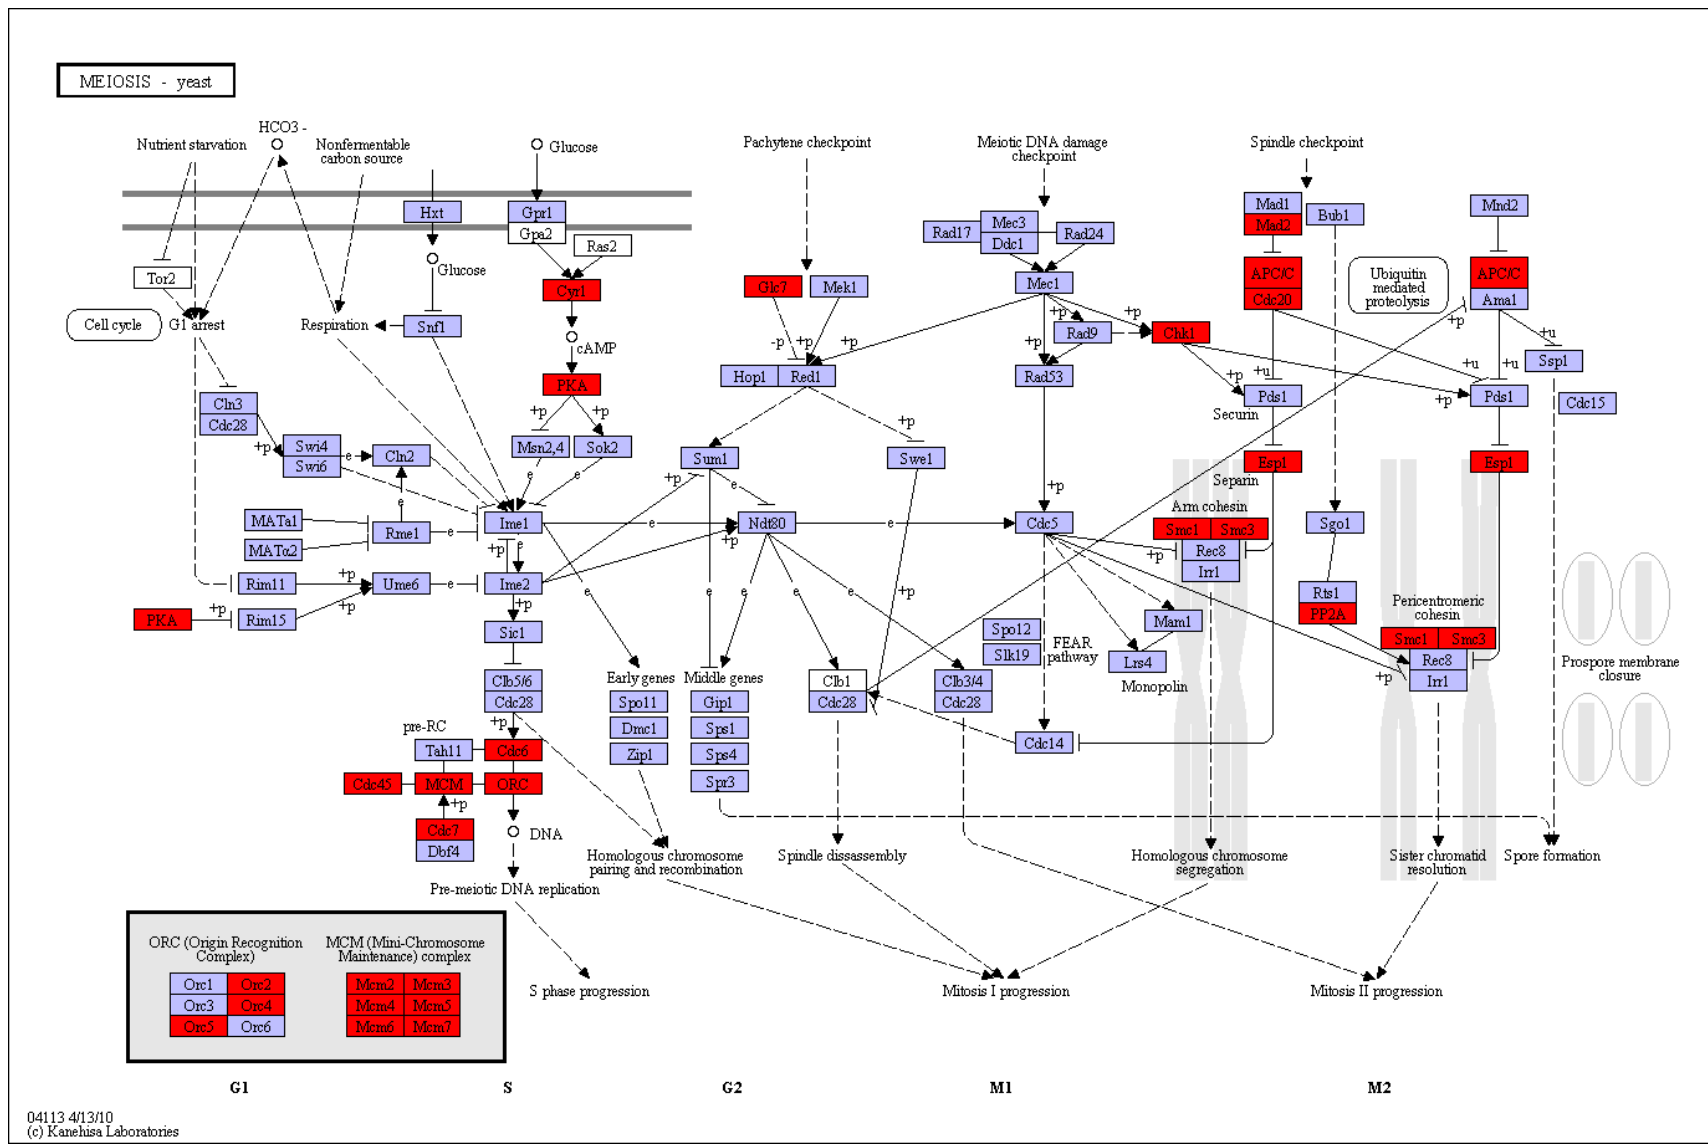 MEIOSIS - yeast
HCO3 -
Nutrient starvation
Nonfermentable
carbon source
Glucose
Pachytene checkpoint
Meiotic DNA damage
checkpoint
Spindle checkpoint
Hxt
Gpr1
Gpa2
Ras2
Rad17
Mec3
Ddc1
Rad24
Mad1
Mad2
Bub1
Mnd2
Tor2
Glucose
Cyr1
Glc7
Mek1
Mec1
APC/C
Cdc20
Ubiquitin
mediated
proteolysis
APC/C
Ama1
Cell cycle
G1 arrest
Respiration
Snf1
cAMP
-p
+p
+p
+p
Rad9
+p
Chk1
+p
+u
Ssp1
PKA
Hop1
Red1
+p
Rad53
+p
+u
+u
Pds1
Securin
+p
Pds1
Cdc15
Cln3
Cdc28
+p
+p
+p
Swi4
Swi6
e
Cln2
Msn2,4
Sok2
Sum1
+p
Swe1
Esp1
Separin
Esp1
e
e
+p
e
+p
e
MATa1
MATα2
Rme1
e
Ime1
e
Ndt80
e
Cdc5
Arm cohesin
Smc1
Smc3
Rec8
Irr1
Sgo1
+p
e
+p
+p
Rim11
+p
Ume6
e
Ime2
e
e
e
+p
e
Rts1
PP2A
PKA
+p
Rim15
+p
+p
Sic1
Spo12
Slk19
FEAR
pathway
Mam1
Lrs4
Monopolin
Pericentromeric
cohesin
Smc1
Smc3
Rec8
Irr1
+p
Prospore membrane
closure
Clb5/6
Cdc28
Early genes
Spo11
Dmc1
Zip1
Middle genes
Gip1
Sps1
Sps4
Spr3
Clb1
Cdc28
Clb3/4
Cdc28
Cdc14
pre-RC
+p
Tah11
Cdc6
Cdc45
MCM
ORC
+p
Cdc7
Dbf4
DNA
Homologous chromosome
pairing and recombination
Spindle disassembly
Homologous chromosome
segregation
Sister chromatid
resolution
Spore formation
Pre-meiotic DNA replication
ORC (Origin Recognition
Complex)
MCM (Mini-Chromosome
Maintenance) complex
Orc1 Orc2
Orc3 Orc4
Orc5 Orc6
Mcm2 Mcm3
Mcm4 Mcm5
Mcm6 Mcm7
S phase progression
Mitosis I progression
Mitosis II progression
G1
S
G2
M1
M2
04113 4/13/10
(c) Kanehisa Laboratories